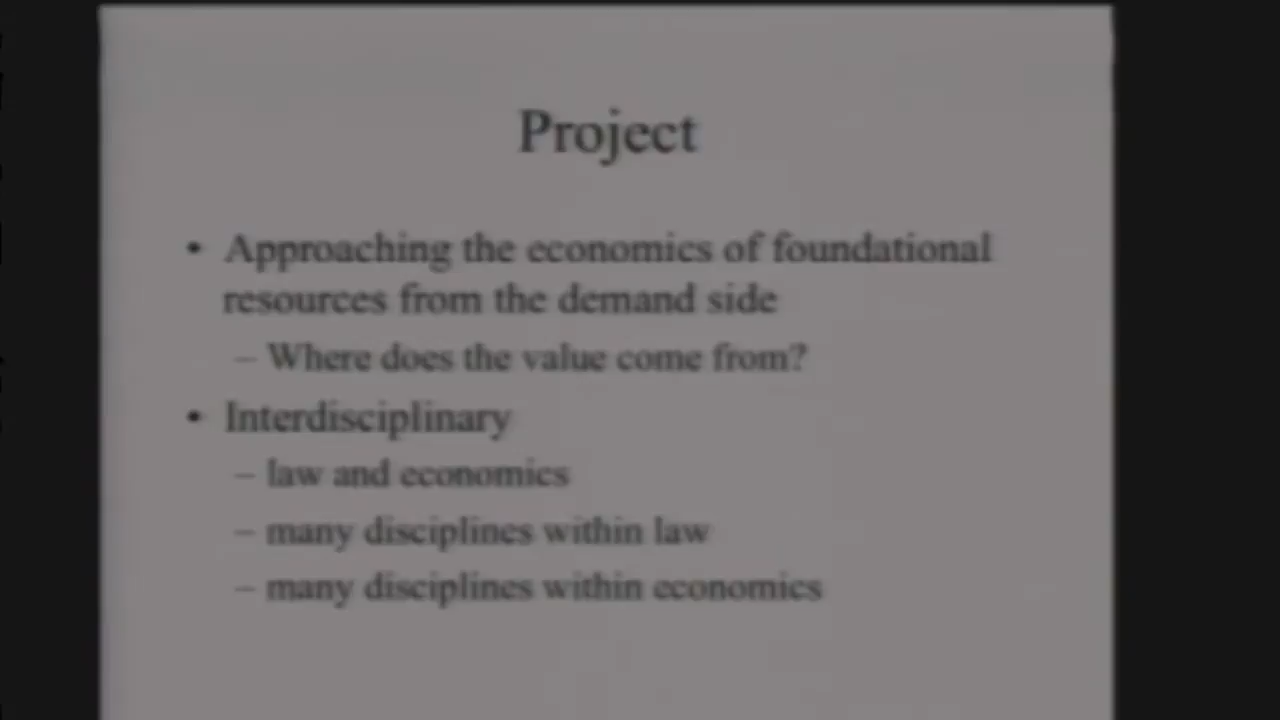 Project
• Approaching the economics of foundational
resources from the demand side
– Where does the value come from?
• Interdisciplinary
– law and economics
– many disciplines within law
– many disciplines within economics